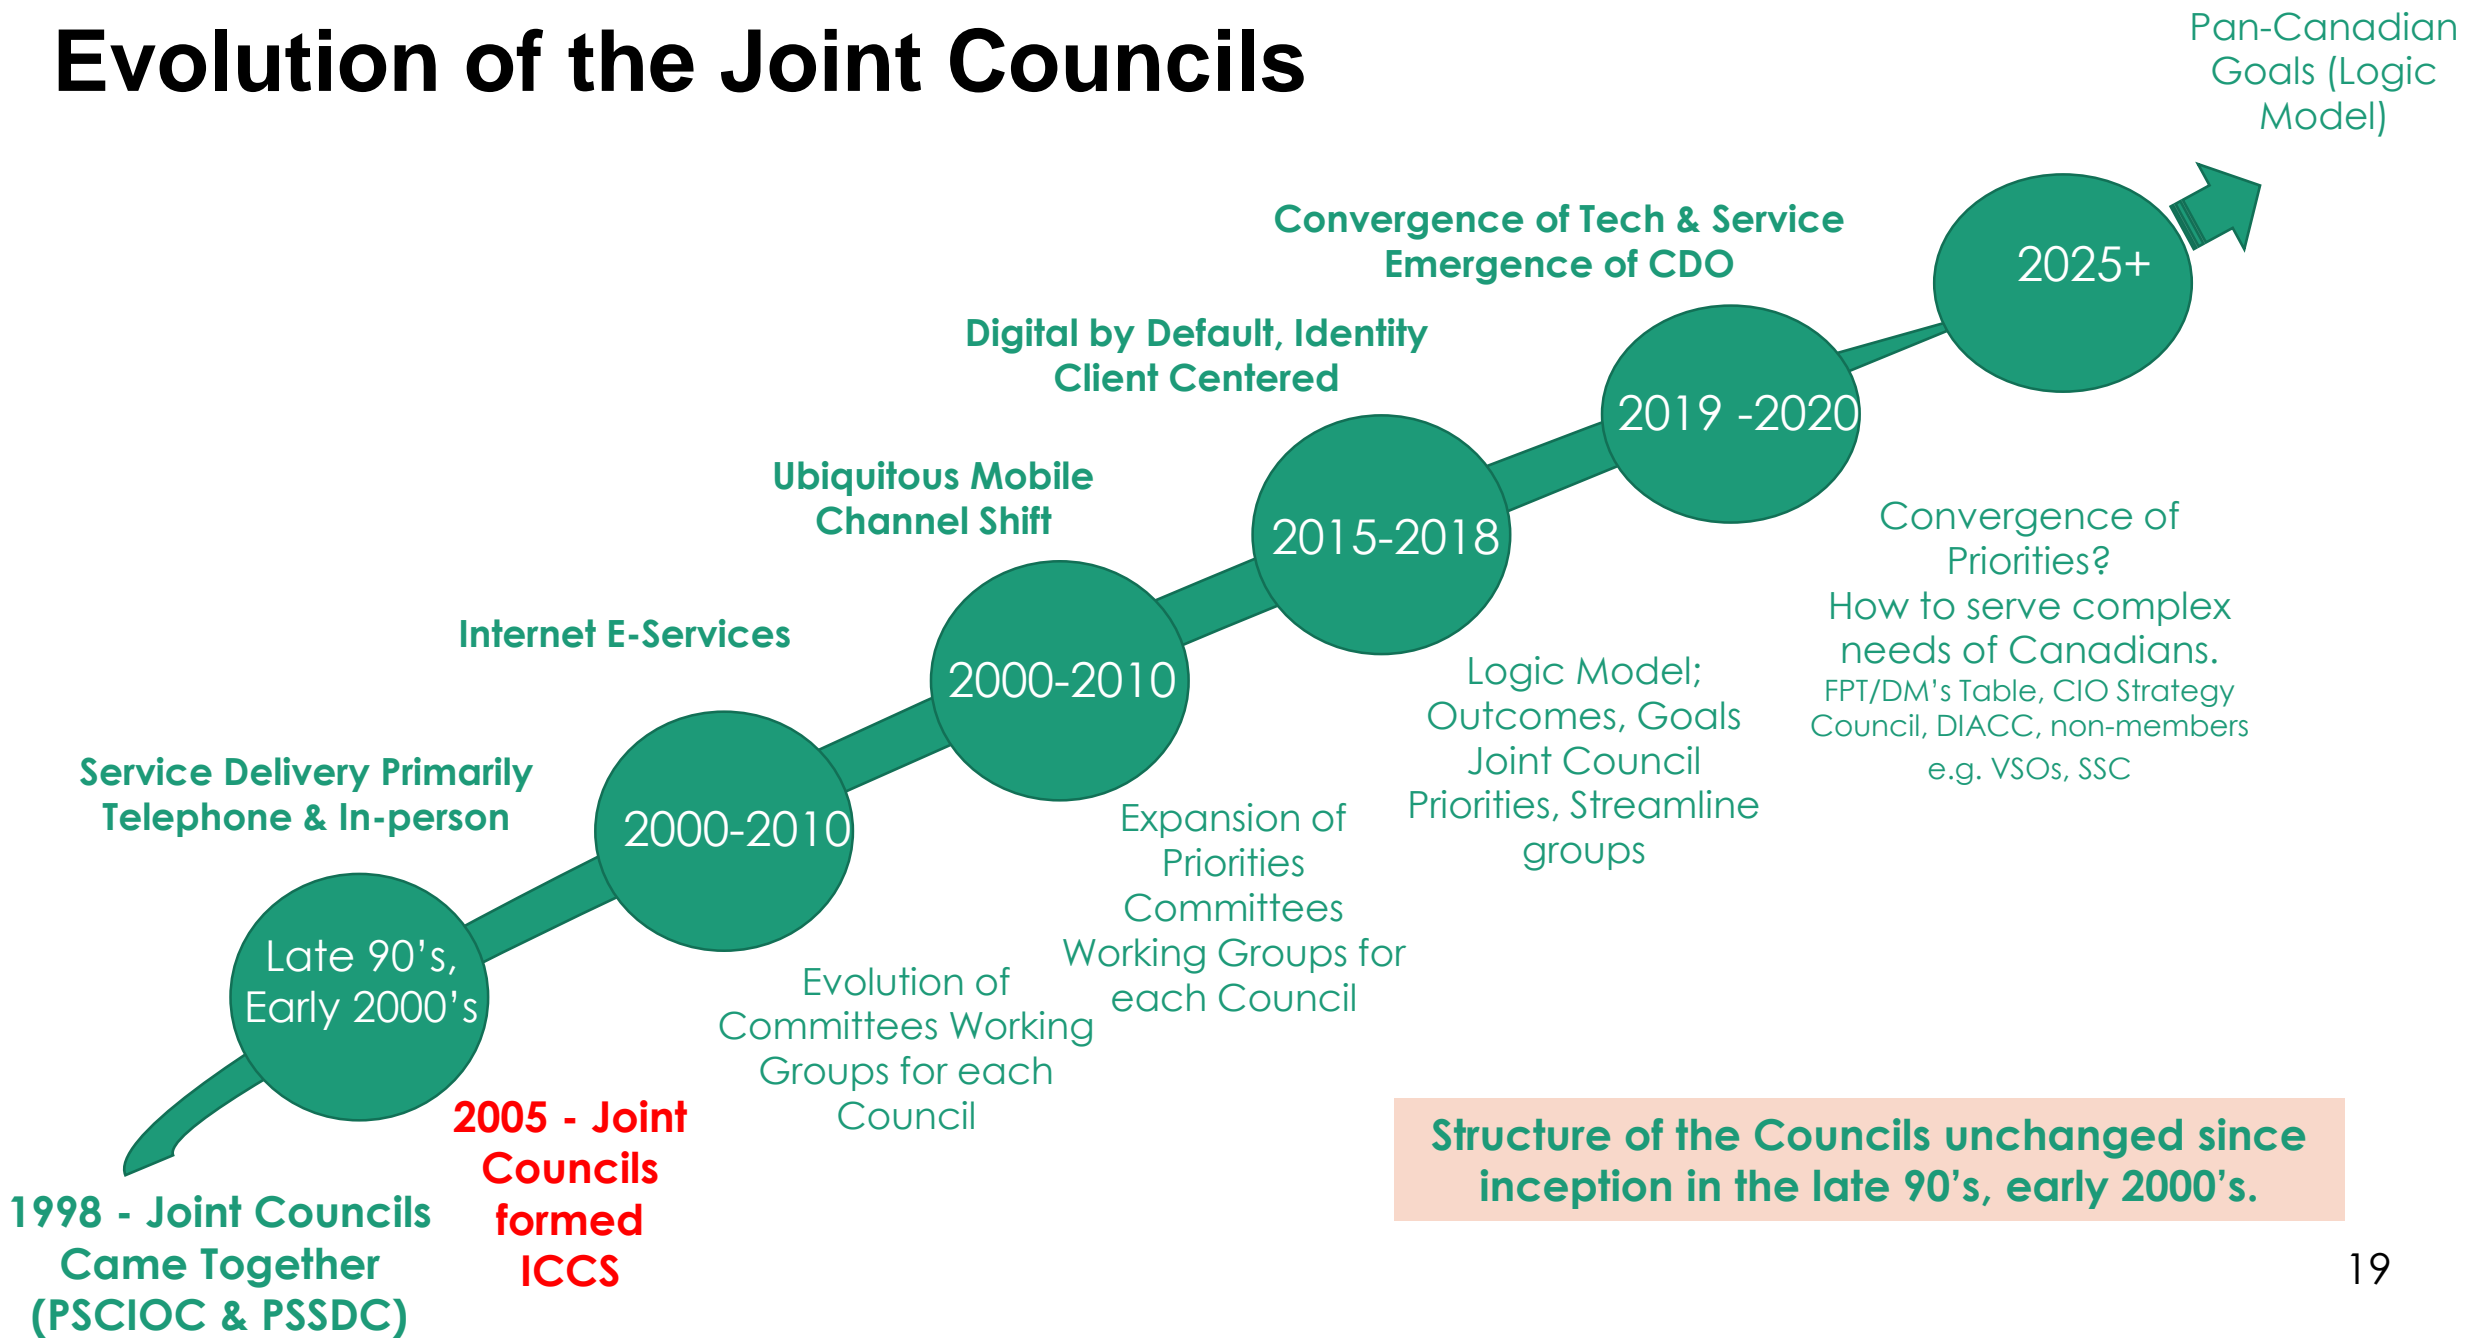 Evolution of the Joint Councils
Pan-Canadian
Goals (Logic
Model)
Convergence of Tech & Service
Emergence of CDO
2025+
Digital by Default, Identity
Client Centered
2019 -2020
Ubiquitous Mobile
Channel Shift
2015-2018
Convergence of
Priorities?
How to serve complex
needs of Canadians.
FPT/DM's Table, CIO Strategy
Council, DIACC, non-members
e.g. VSOs, SSC
Internet E-Services
2000-2010
Logic Model;
Outcomes, Goals
Joint Council
Priorities, Streamline
groups
Service Delivery Primarily
Telephone & In-person
2000-2010
Expansion of
Priorities
Committees
Working Groups for
each Council
Late 90's,
Early 2000's
Evolution of
Committees Working
Groups for each
Council
2005 - Joint
Councils
formed
ICCS
Structure of the Councils unchanged since
inception in the late 90's, early 2000's.
1998 - Joint Councils
Came Together
(PSCIOC & PSSDC)
19